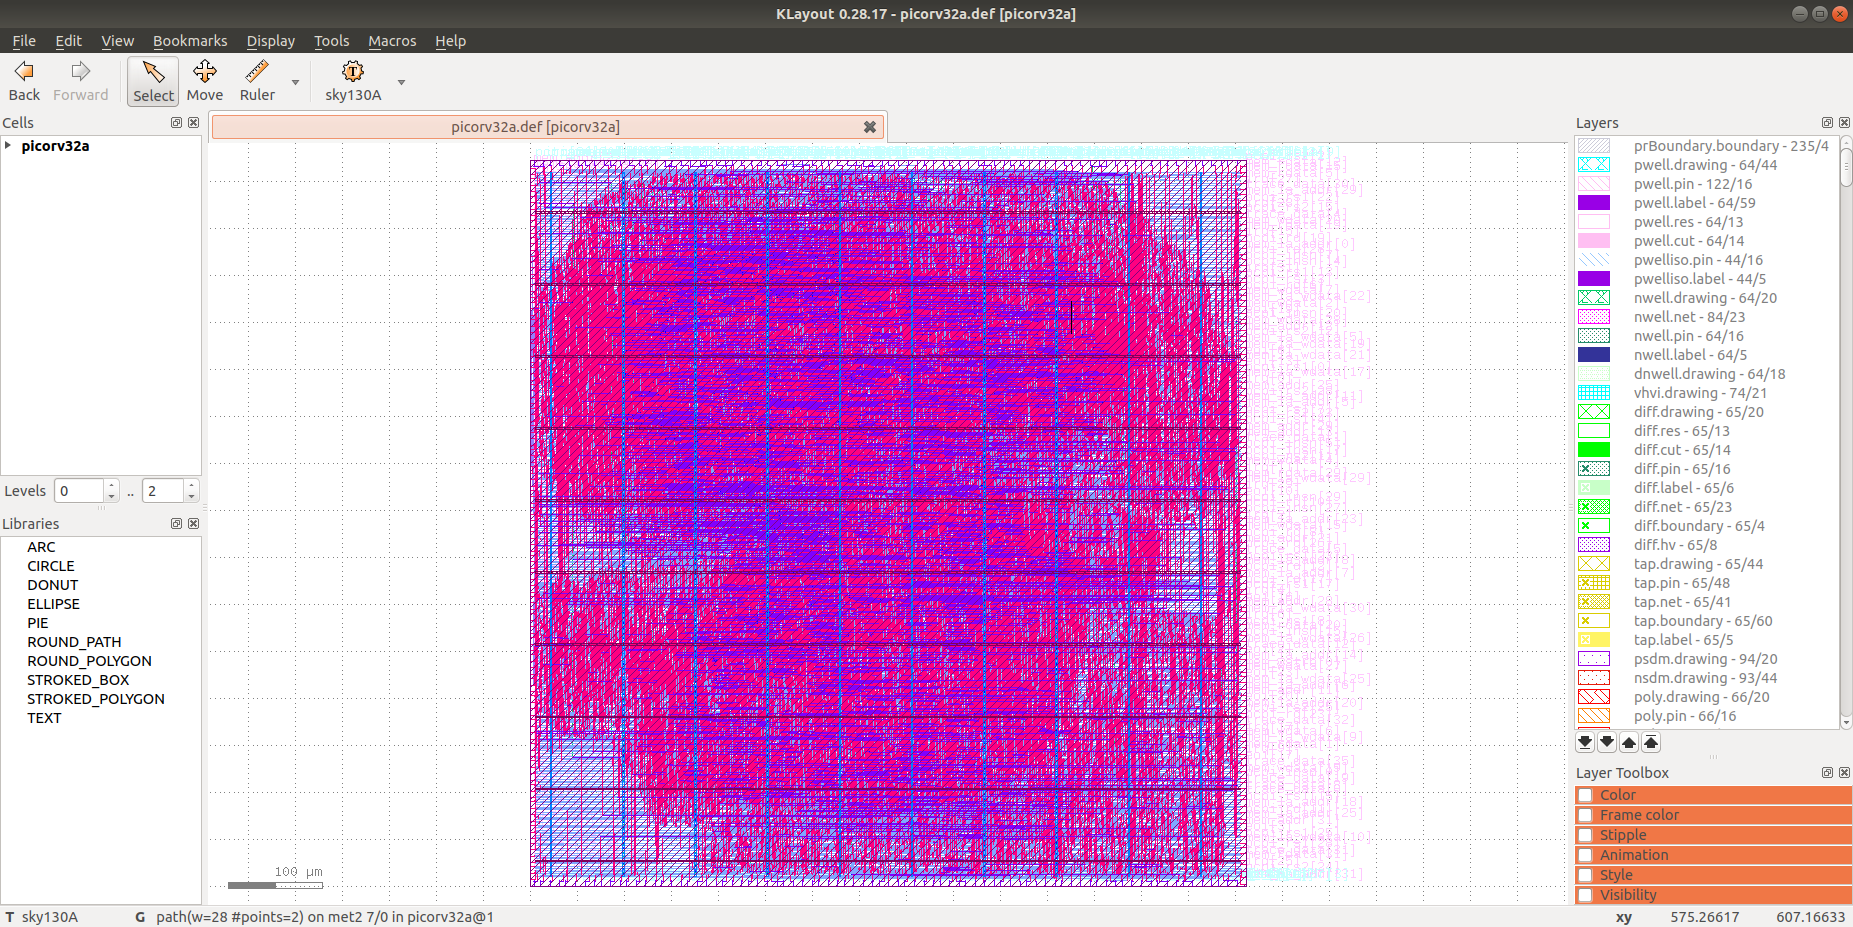 KLayout 0.28.17 - picorv32a.def [picorv32a]
File Edit View Bookmarks Display Tools Macros Help
Back Forward Select Move Ruler sky130A
Cells
picorv32a
Levels 0 .. 2
Libraries
ARC
CIRCLE
DONUT
ELLIPSE
PIE
ROUND_PATH
ROUND_POLYGON
STROKED_BOX
STROKED_POLYGON
TEXT
picorv32a.def [picorv32a]
100 µm
Layers
prBoundary.boundary - 235/4
pwell.drawing - 64/44
pwell.pin - 122/16
pwell.label - 64/59
pwell.res - 64/13
pwell.cut - 64/14
pwelliso.pin - 44/16
pwelliso.label - 44/5
nwell.drawing - 64/20
nwell.net - 84/23
nwell.pin - 64/16
nwell.label - 64/5
dnwell.drawing - 64/18
vhvi.drawing - 74/21
diff.drawing - 65/20
diff.res - 65/13
diff.cut - 65/14
diff.pin - 65/16
diff.label - 65/6
diff.net - 65/23
diff.boundary - 65/4
diff.hv - 65/8
tap.drawing - 65/44
tap.pin - 65/48
tap.net - 65/41
tap.boundary - 65/60
tap.label - 65/5
psdm.drawing - 94/20
nsdm.drawing - 93/44
poly.drawing - 66/20
poly.pin - 66/16
Layer Toolbox
Color
Frame color
Stipple
Animation
Style
Visibility
T sky130A G path(w=28 #points=2) on met2 7/0 in picorv32a@1 xy 575.26617 607.16633